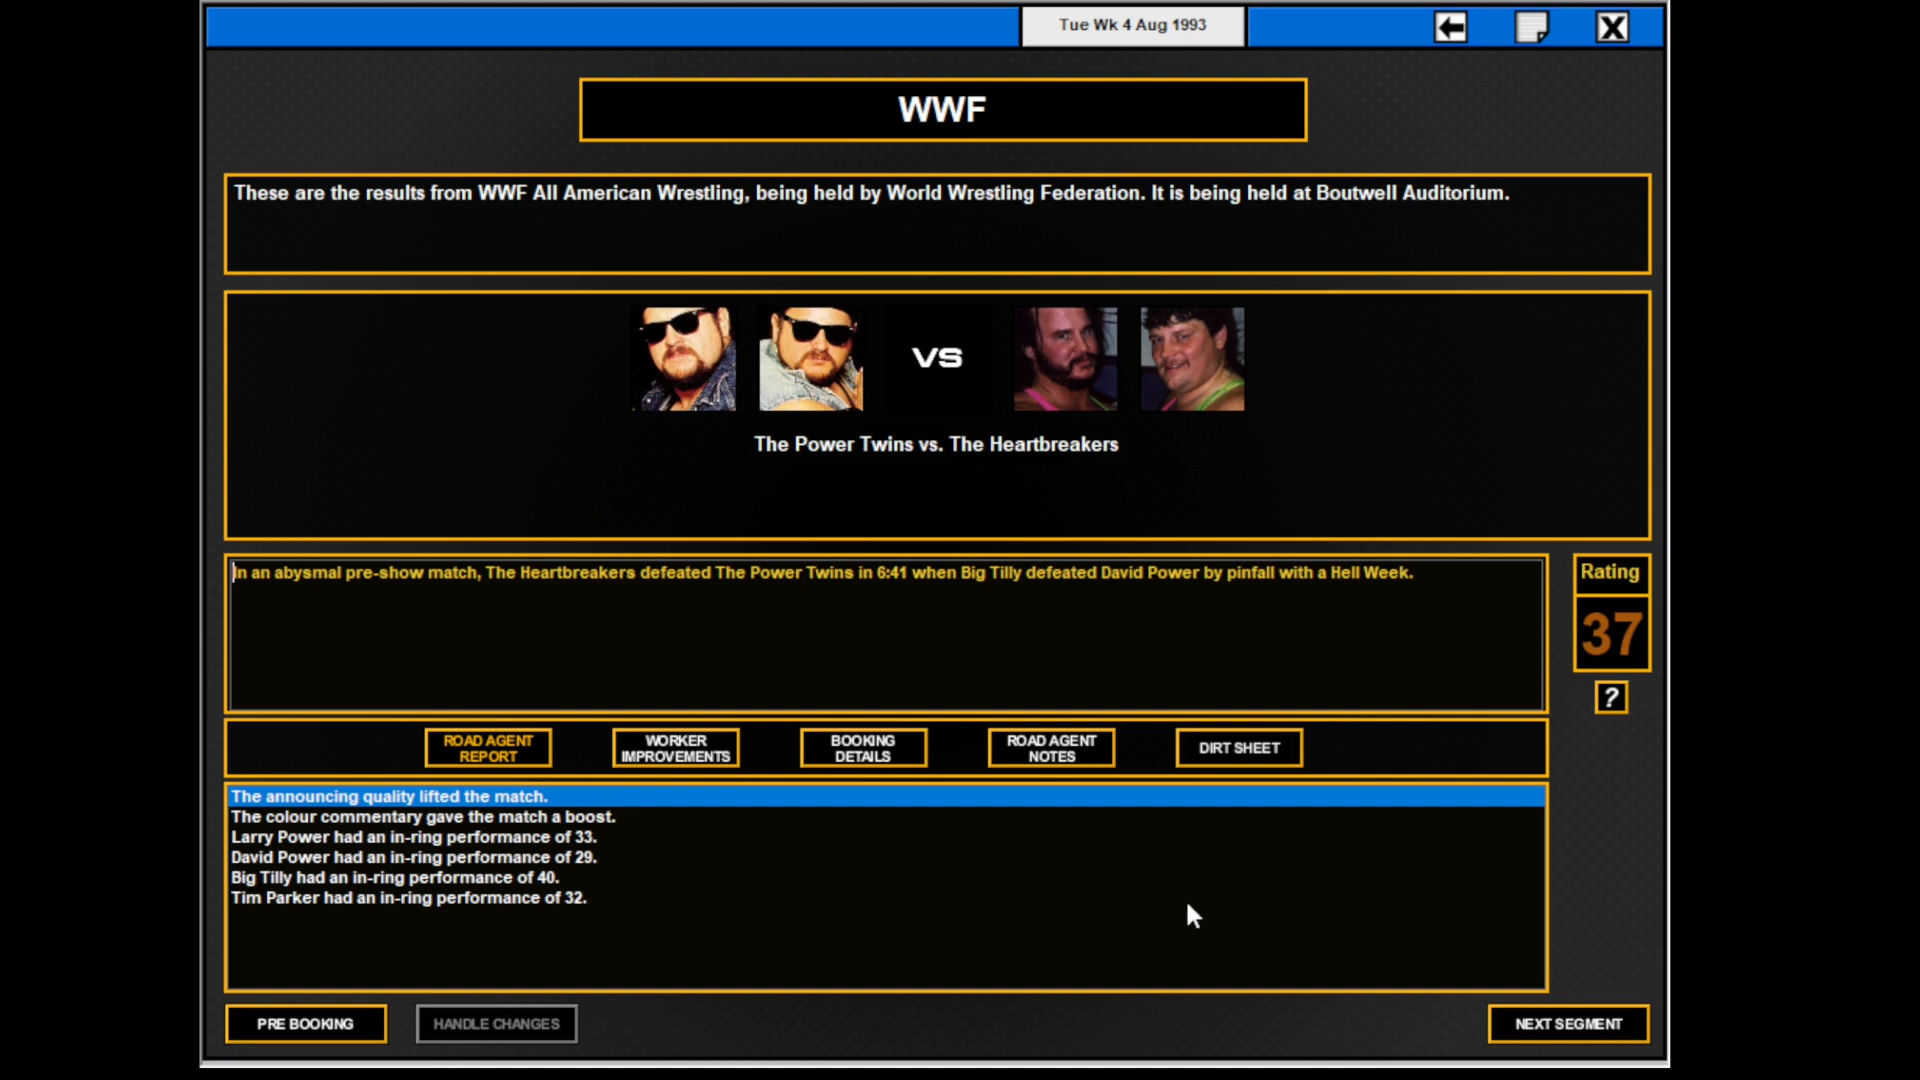 Tue Wk 4 Aug 1993
WWF
These are the results from WWF All American Wrestling, being held by World Wrestling Federation. It is being held at Boutwell Auditorium.
VS
The Power Twins vs. The Heartbreakers
In an abysmal pre-show match, The Heartbreakers defeated The Power Twins in 6:41 when Big Tilly defeated David Power by pinfall with a Hell Week.
Rating
37
?
ROAD AGENT
REPORT
WORKER
IMPROVEMENTS
BOOKING
DETAILS
ROAD AGENT
NOTES
DIRT SHEET
The announcing quality lifted the match.
The colour commentary gave the match a boost.
Larry Power had an in-ring performance of 33.
David Power had an in-ring performance of 29.
Big Tilly had an in-ring performance of 40.
Tim Parker had an in-ring performance of 32.
PRE BOOKING
HANDLE CHANGES
NEXT SEGMENT